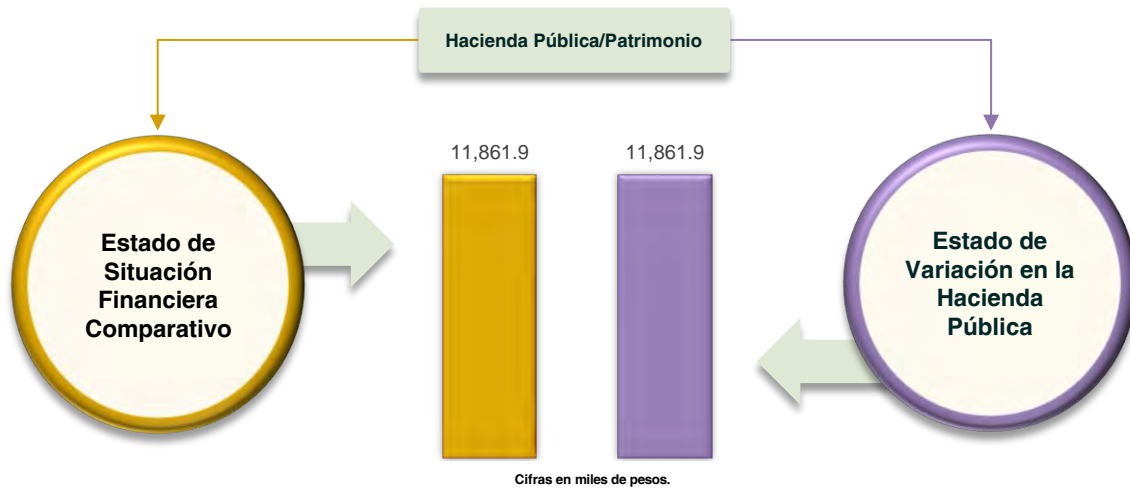 Hacienda Pública/Patrimonio
11,861.9
11,861.9
Estado de
Situación
Financiera
Comparativo
Estado de
Variación en la
Hacienda
Pública
Cifras en miles de pesos.